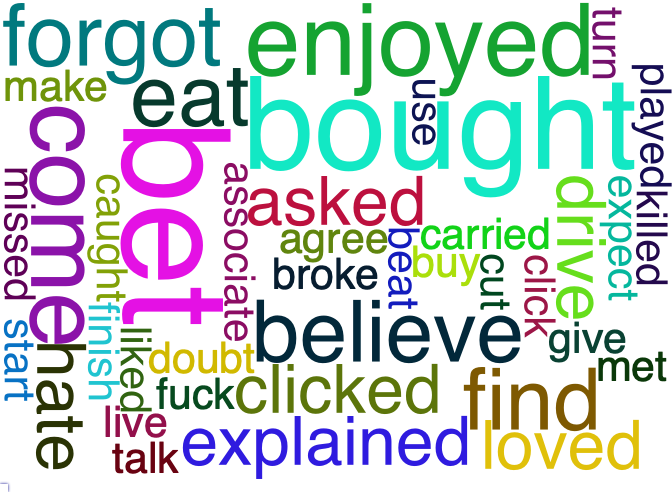 forgot
enjoyed
turn
make
eat
bought
use
played
come
bet
missed
caught
associate
asked
drive
expect
killed
agree
beat
carried
broke
buy
cut
click
start
finish
liked
believe
give
doubt
met
hate
fuck
clicked
find
live
talk
explained
loved